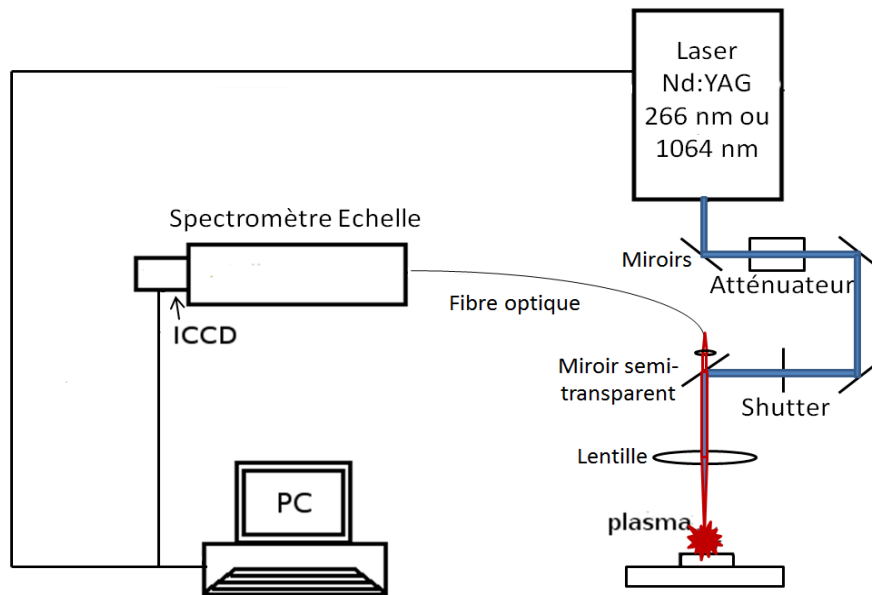 Laser
Nd:YAG
266 nm ou
1064 nm
Spectromètre Echelle
Miroirs
Atténuateur
Fibre optique
ICCD
Miroir semi-
transparent
Shutter
Lentille
PC
plasma